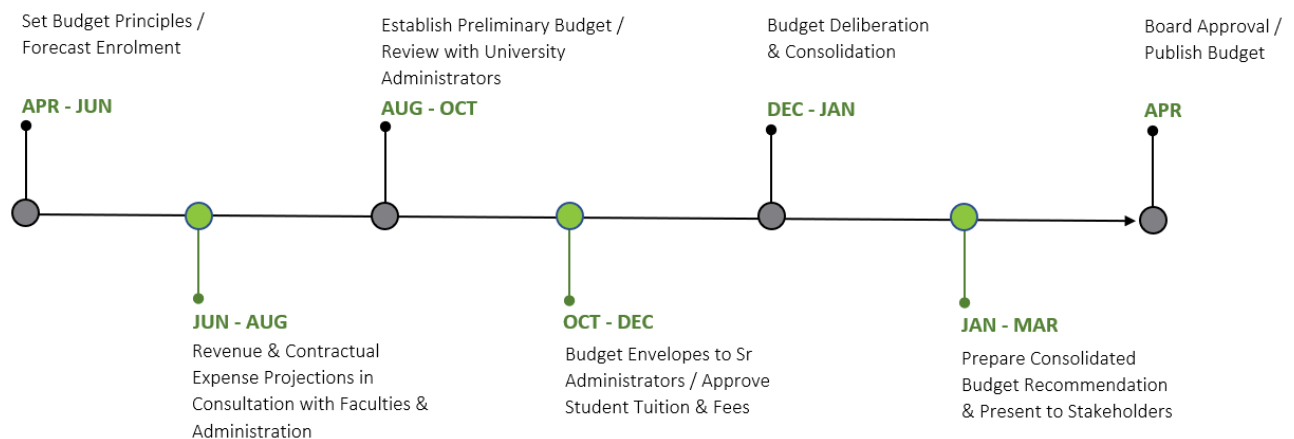 Set Budget Principles /
Forecast Enrolment
APR - JUN
Establish Preliminary Budget /
Review with University
Administrators
AUG - OCT
Budget Deliberation
& Consolidation
DEC - JAN
Board Approval /
Publish Budget
APR
JUN - AUG
Revenue & Contractual
Expense Projections in
Consultation with Faculties &
Administration
OCT - DEC
Budget Envelopes to Sr
Administrators / Approve
Student Tuition & Fees
JAN - MAR
Prepare Consolidated
Budget Recommendation
& Present to Stakeholders